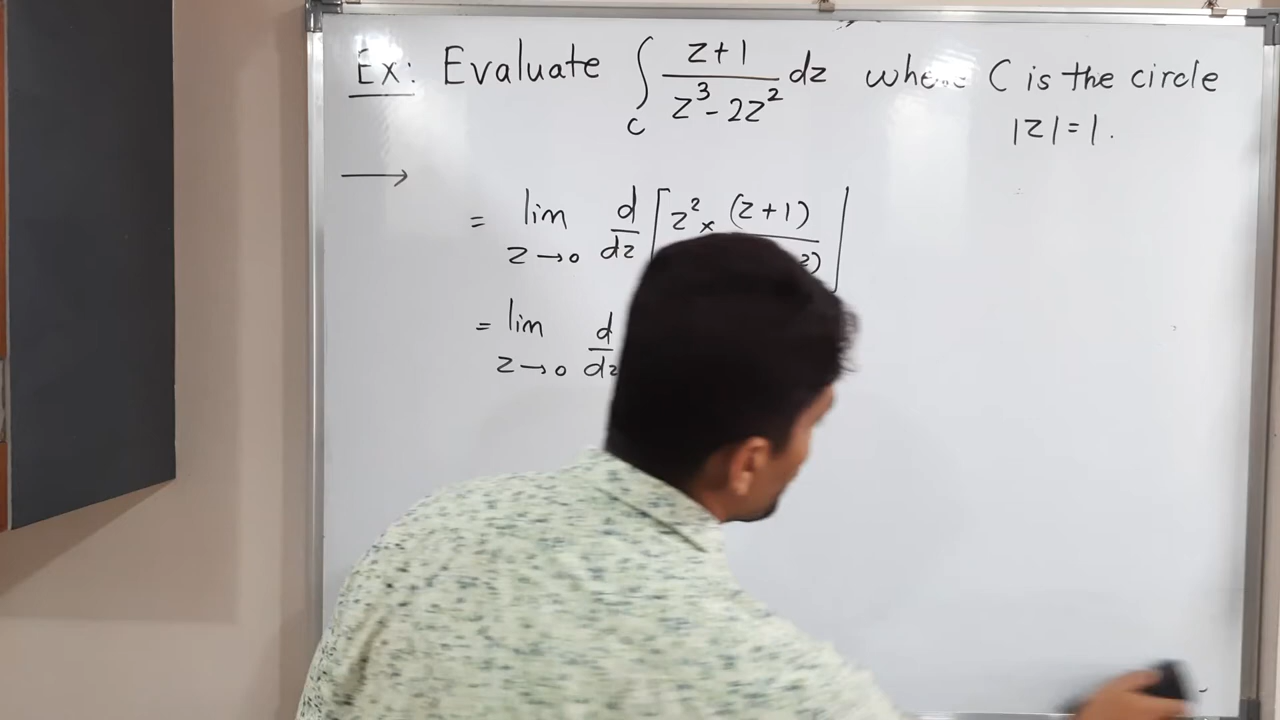 Ex: Evaluate ∫_C (z+1)/(z³-2z²) dz where C is the circle
|z|=1.
⟶
= lim_{z→0} d/dz [z² × (z+1)/ 2)]
= lim_{z→0} d/dz